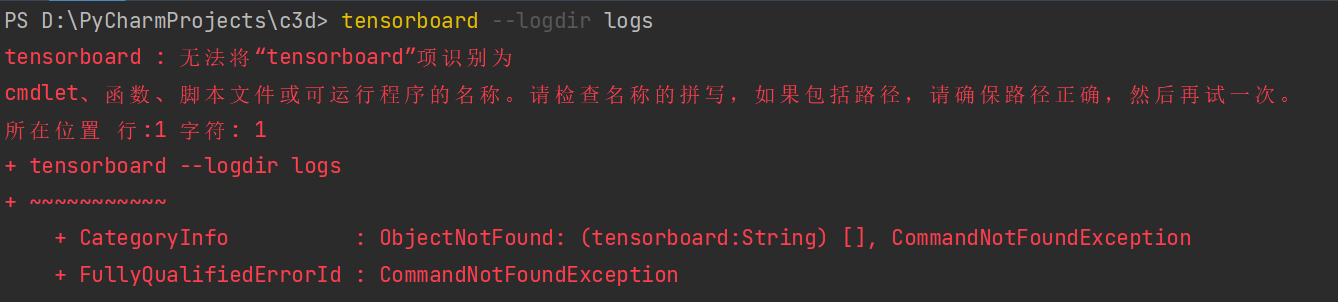 PS D:\PyCharmProjects\c3d> tensorboard --logdir logs
tensorboard : 无法将“tensorboard”项识别为
cmdlet、函数、脚本文件或可运行程序的名称。请检查名称的拼写，如果包括路径，请确保路径正确，然后再试一次。
所在位置 行:1 字符: 1
+ tensorboard --logdir logs
+ ~~~~~~~~~~~
    + CategoryInfo          : ObjectNotFound: (tensorboard:String) [], CommandNotFoundException
    + FullyQualifiedErrorId : CommandNotFoundException